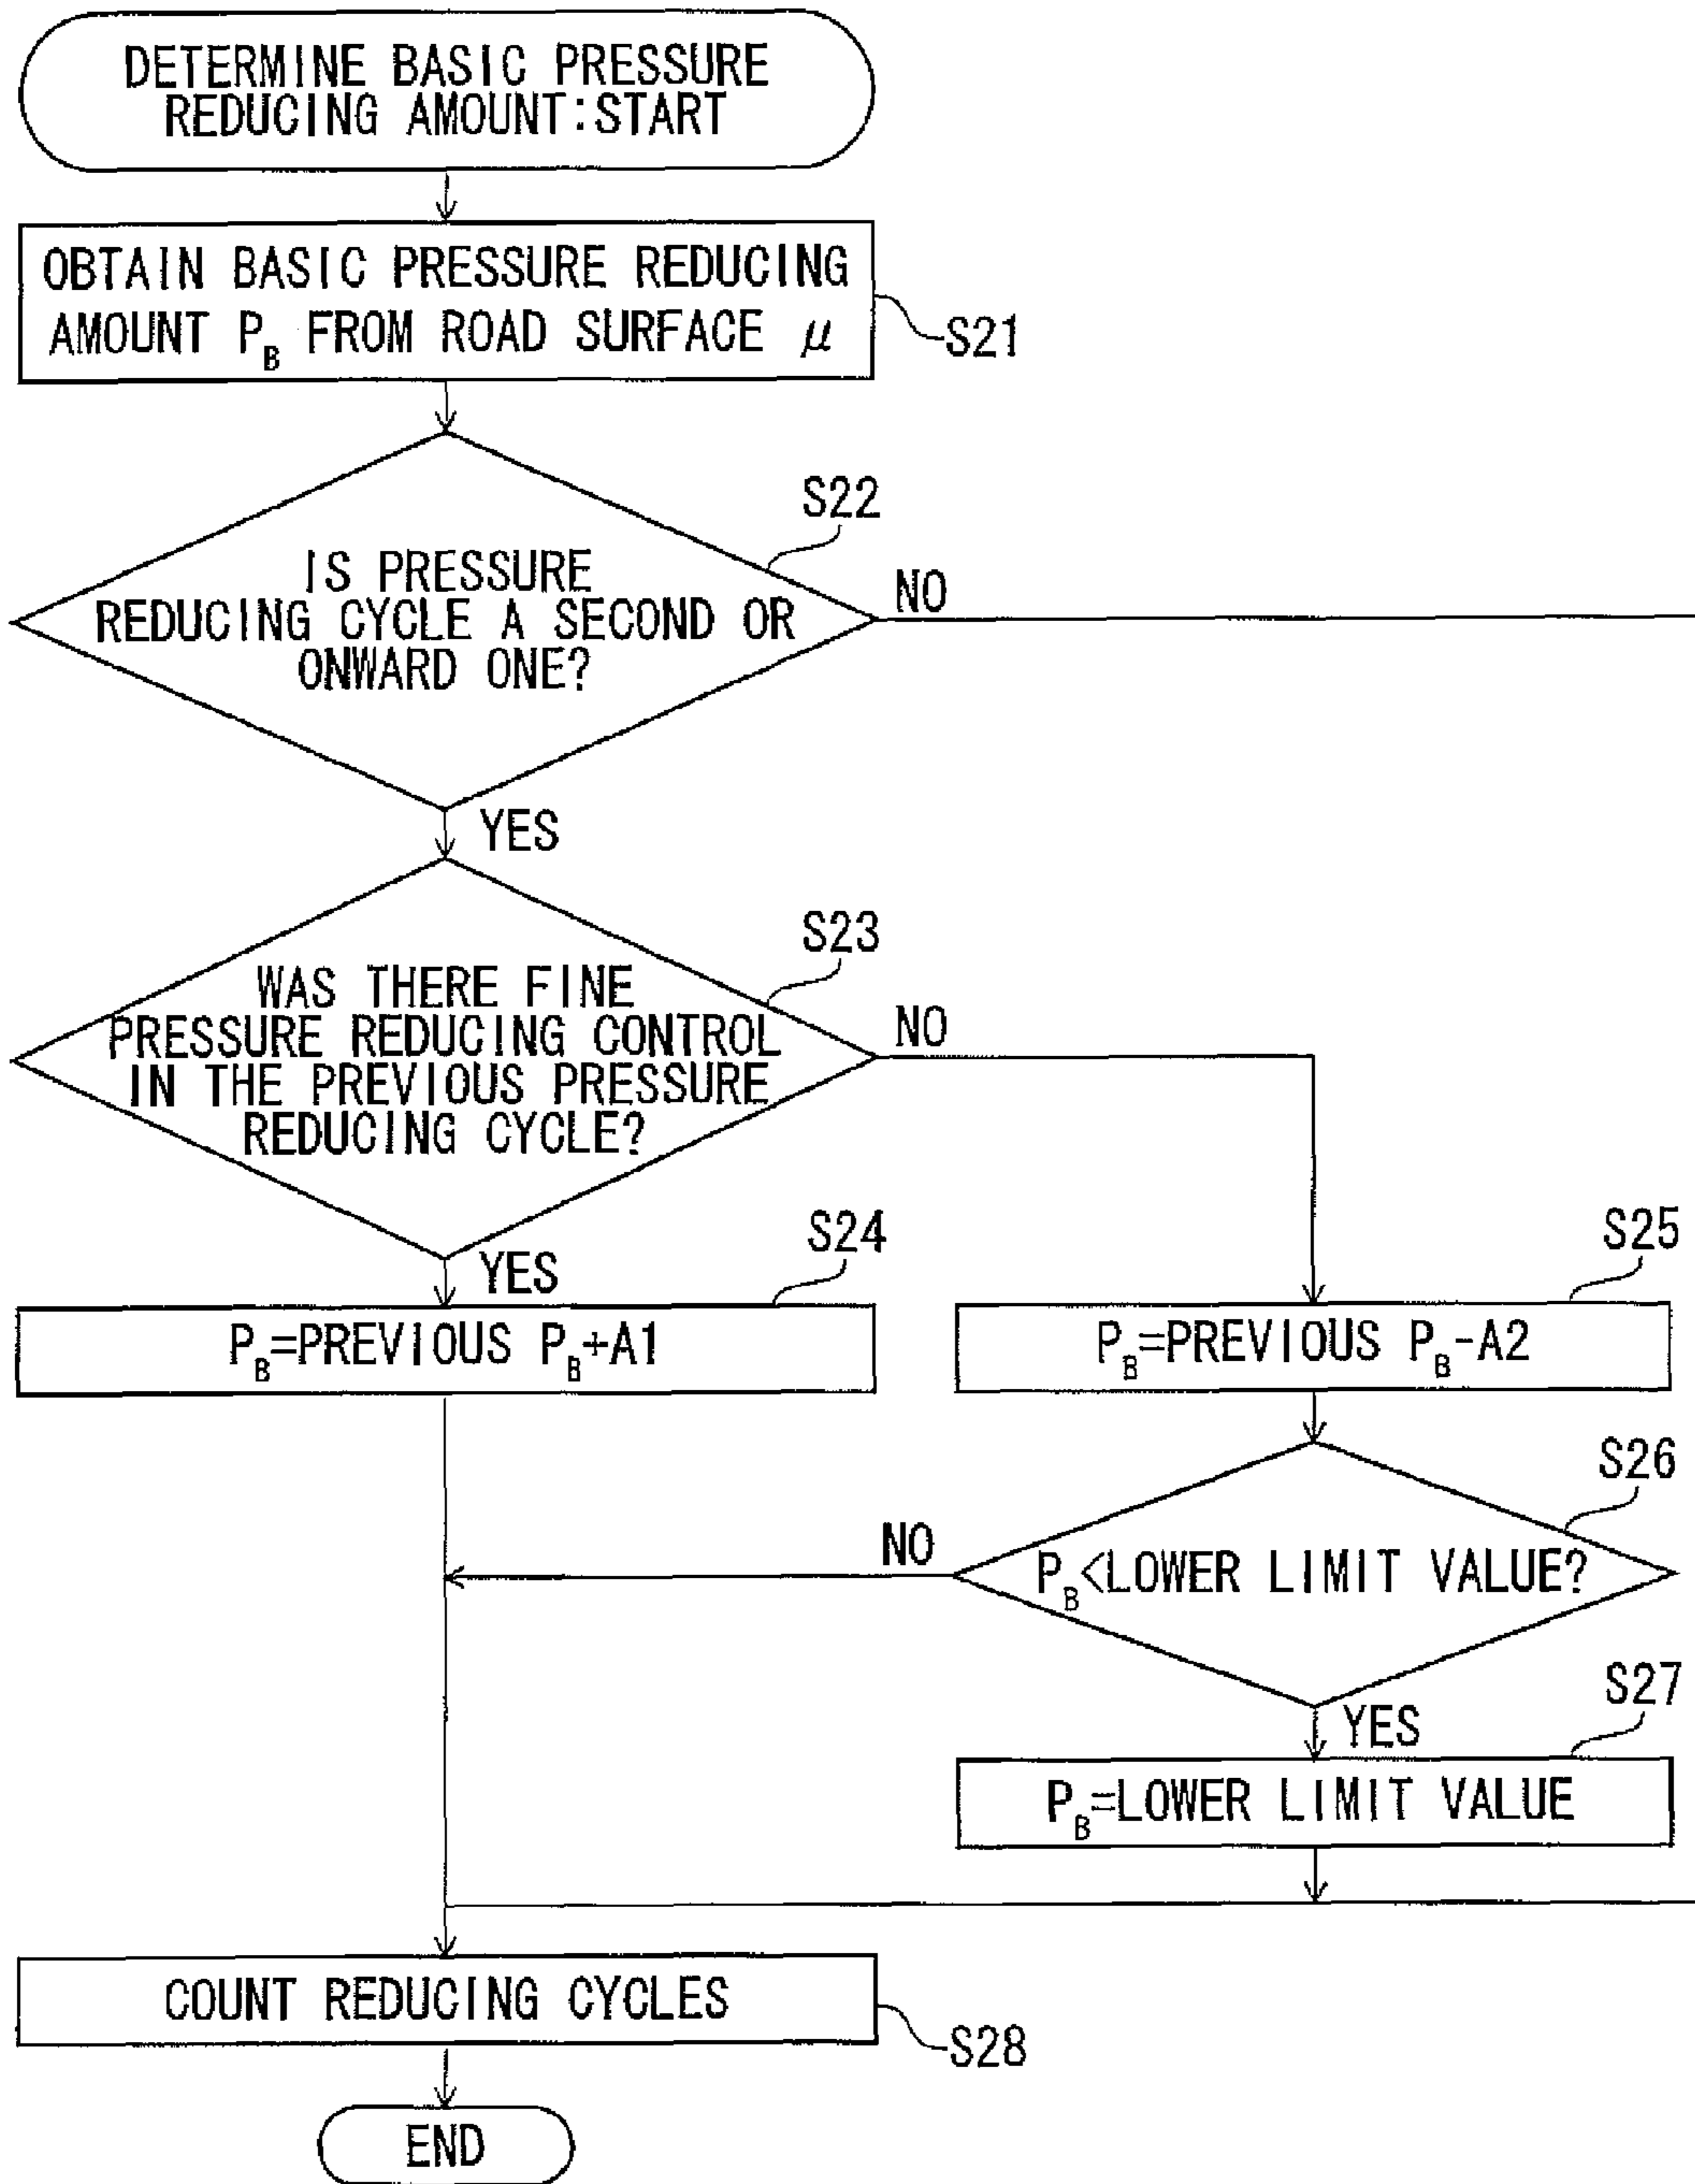 DETERMINE BASIC PRESSURE
REDUCING AMOUNT:START
OBTAIN BASIC PRESSURE REDUCING
AMOUNT P_B FROM ROAD SURFACE μ
S21
S22
IS PRESSURE
REDUCING CYCLE A SECOND OR
ONWARD ONE?
NO
YES
S23
WAS THERE FINE
PRESSURE REDUCING CONTROL
IN THE PREVIOUS PRESSURE
REDUCING CYCLE?
NO
YES
S24
P_B=PREVIOUS P_B+A1
S25
P_B=PREVIOUS P_B-A2
S26
P_B<LOWER LIMIT VALUE?
NO
YES
S27
P_B=LOWER LIMIT VALUE
COUNT REDUCING CYCLES
S28
END